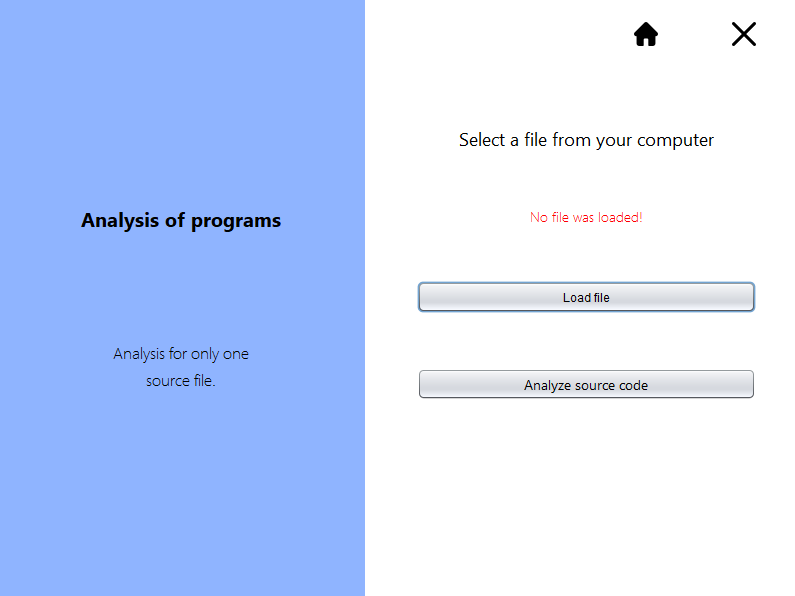 Analysis of programs
Analysis for only one
source file.
Select a file from your computer
No file was loaded!
Load file
Analyze source code